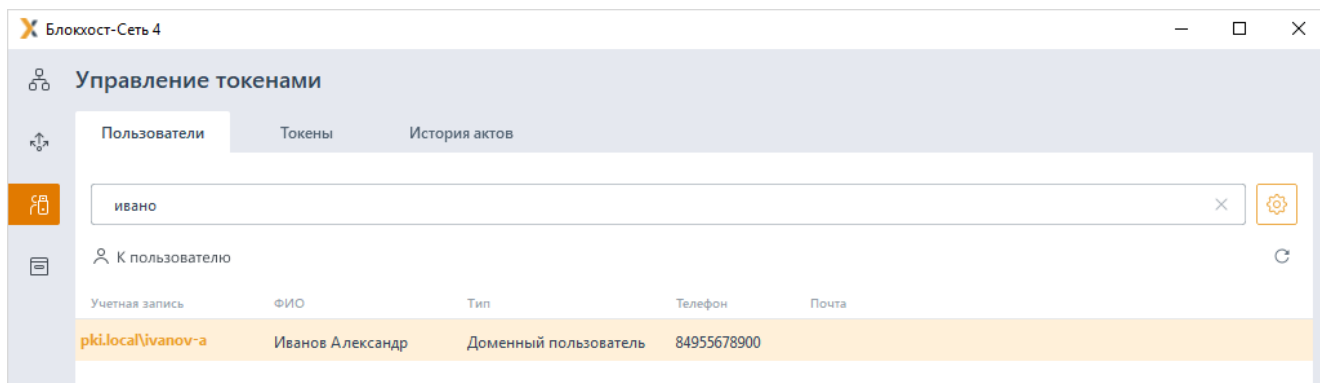 Блокхост-Сеть 4
Управление токенами
Пользователи Токены История актов
ивано
К пользователю
Учетная запись ФИО Тип Телефон Почта
pki.local\ivanov-a Иванов Александр Доменный пользователь 84955678900